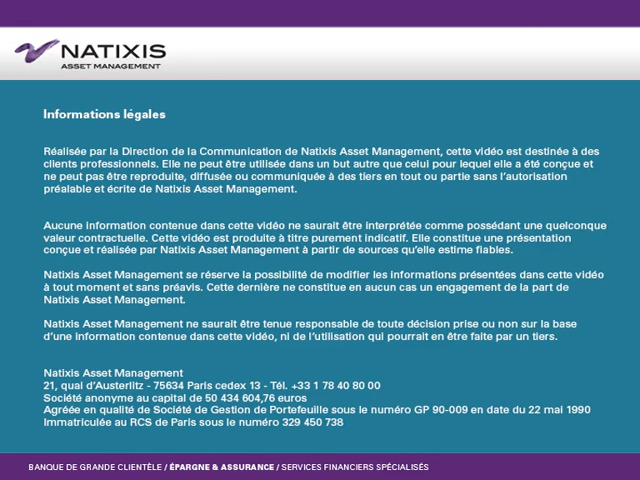 NATIXIS
ASSET MANAGEMENT
Informations légales
Réalisée par la Direction de la Communication de Natixis Asset Management, cette vidéo est destinée à des
clients professionnels. Elle ne peut être utilisée dans un but autre que celui pour lequel elle a été conçue et
ne peut pas être reproduite, diffusée ou communiquée à des tiers en tout ou partie sans l'autorisation
préalable et écrite de Natixis Asset Management.
Aucune information contenue dans cette vidéo ne saurait être interprétée comme possédant une quelconque
valeur contractuelle. Cette vidéo est produite à titre purement indicatif. Elle constitue une présentation
conçue et réalisée par Natixis Asset Management à partir de sources qu'elle estime fiables.
Natixis Asset Management se réserve la possibilité de modifier les informations présentées dans cette vidéo
à tout moment et sans préavis. Cette dernière ne constitue en aucun cas un engagement de la part de
Natixis Asset Management.
Natixis Asset Management ne saurait être tenue responsable de toute décision prise ou non sur la base
d'une information contenue dans cette vidéo, ni de l'utilisation qui pourrait en être faite par un tiers.
Natixis Asset Management
21, quai d'Austerlitz - 75634 Paris cedex 13 - Tél. +33 1 78 40 80 00
Société anonyme au capital de 50 434 604,76 euros
Agréée en qualité de Société de Gestion de Portefeuille sous le numéro GP 90-009 en date du 22 mai 1990
Immatriculée au RCS de Paris sous le numéro 329 450 738
BANQUE DE GRANDE CLIENTÈLE / ÉPARGNE & ASSURANCE / SERVICES FINANCIERS SPÉCIALISÉS